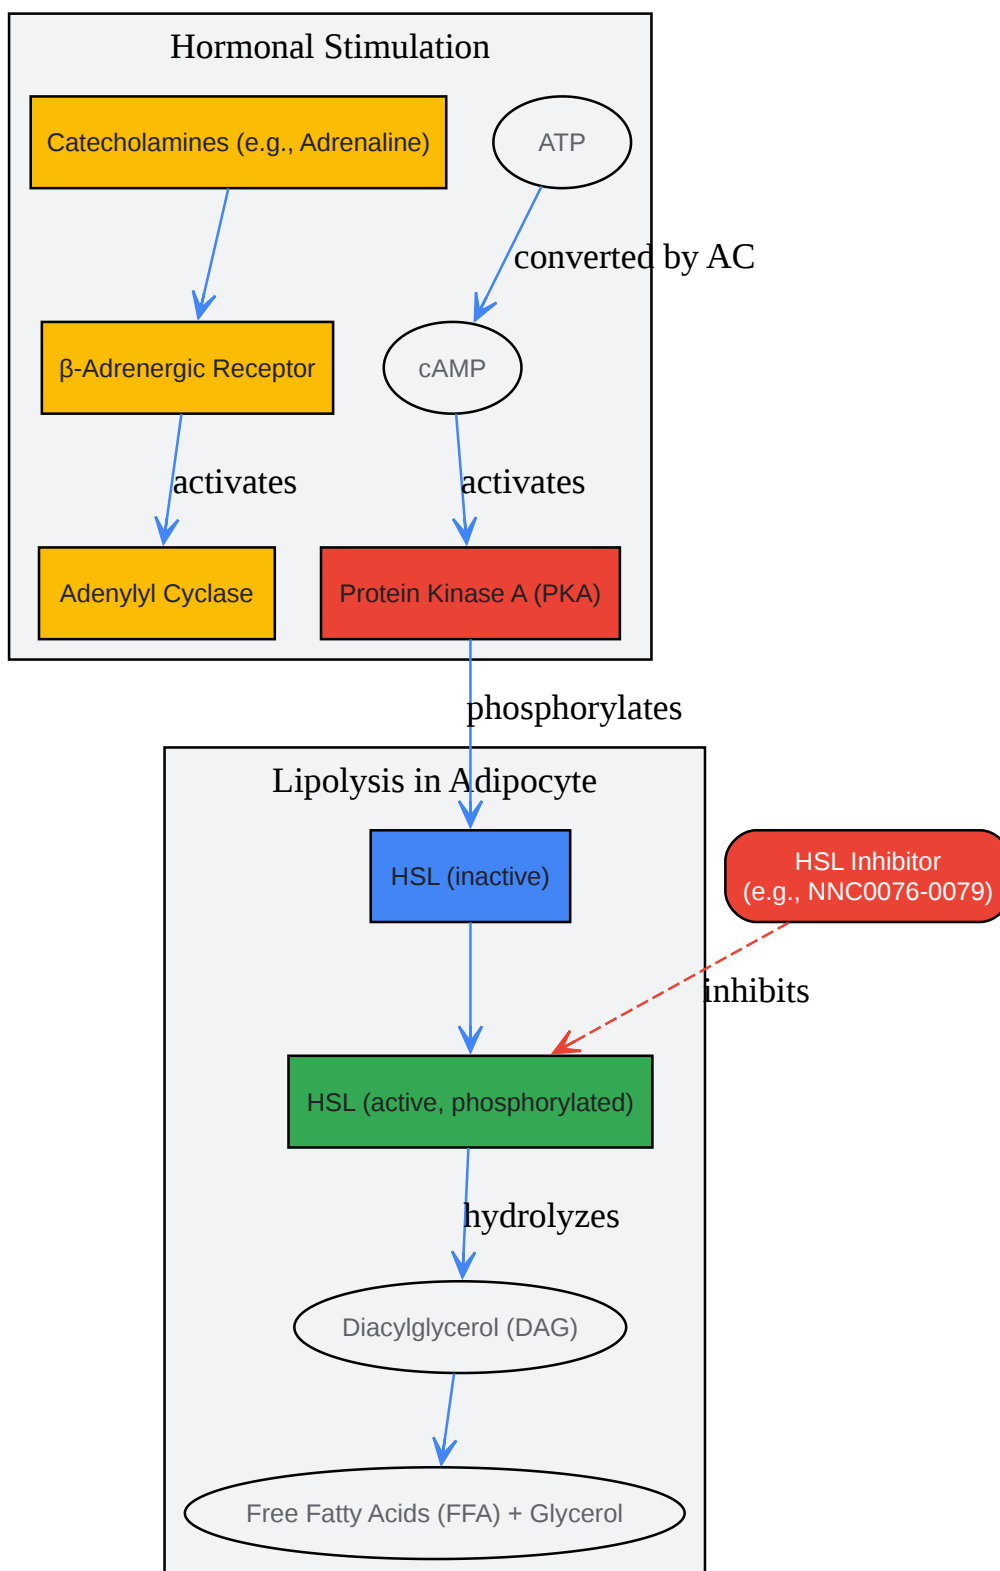 Hormonal Stimulation
Catecholamines (e.g., Adrenaline)
ATP
converted by AC
β-Adrenergic Receptor
cAMP
activates
activates
Adenylyl Cyclase
Protein Kinase A (PKA)
phosphorylates
Lipolysis in Adipocyte
HSL (inactive)
HSL Inhibitor
(e.g., NNC0076-0079)
inhibits
HSL (active, phosphorylated)
hydrolyzes
Diacylglycerol (DAG)
Free Fatty Acids (FFA) + Glycerol